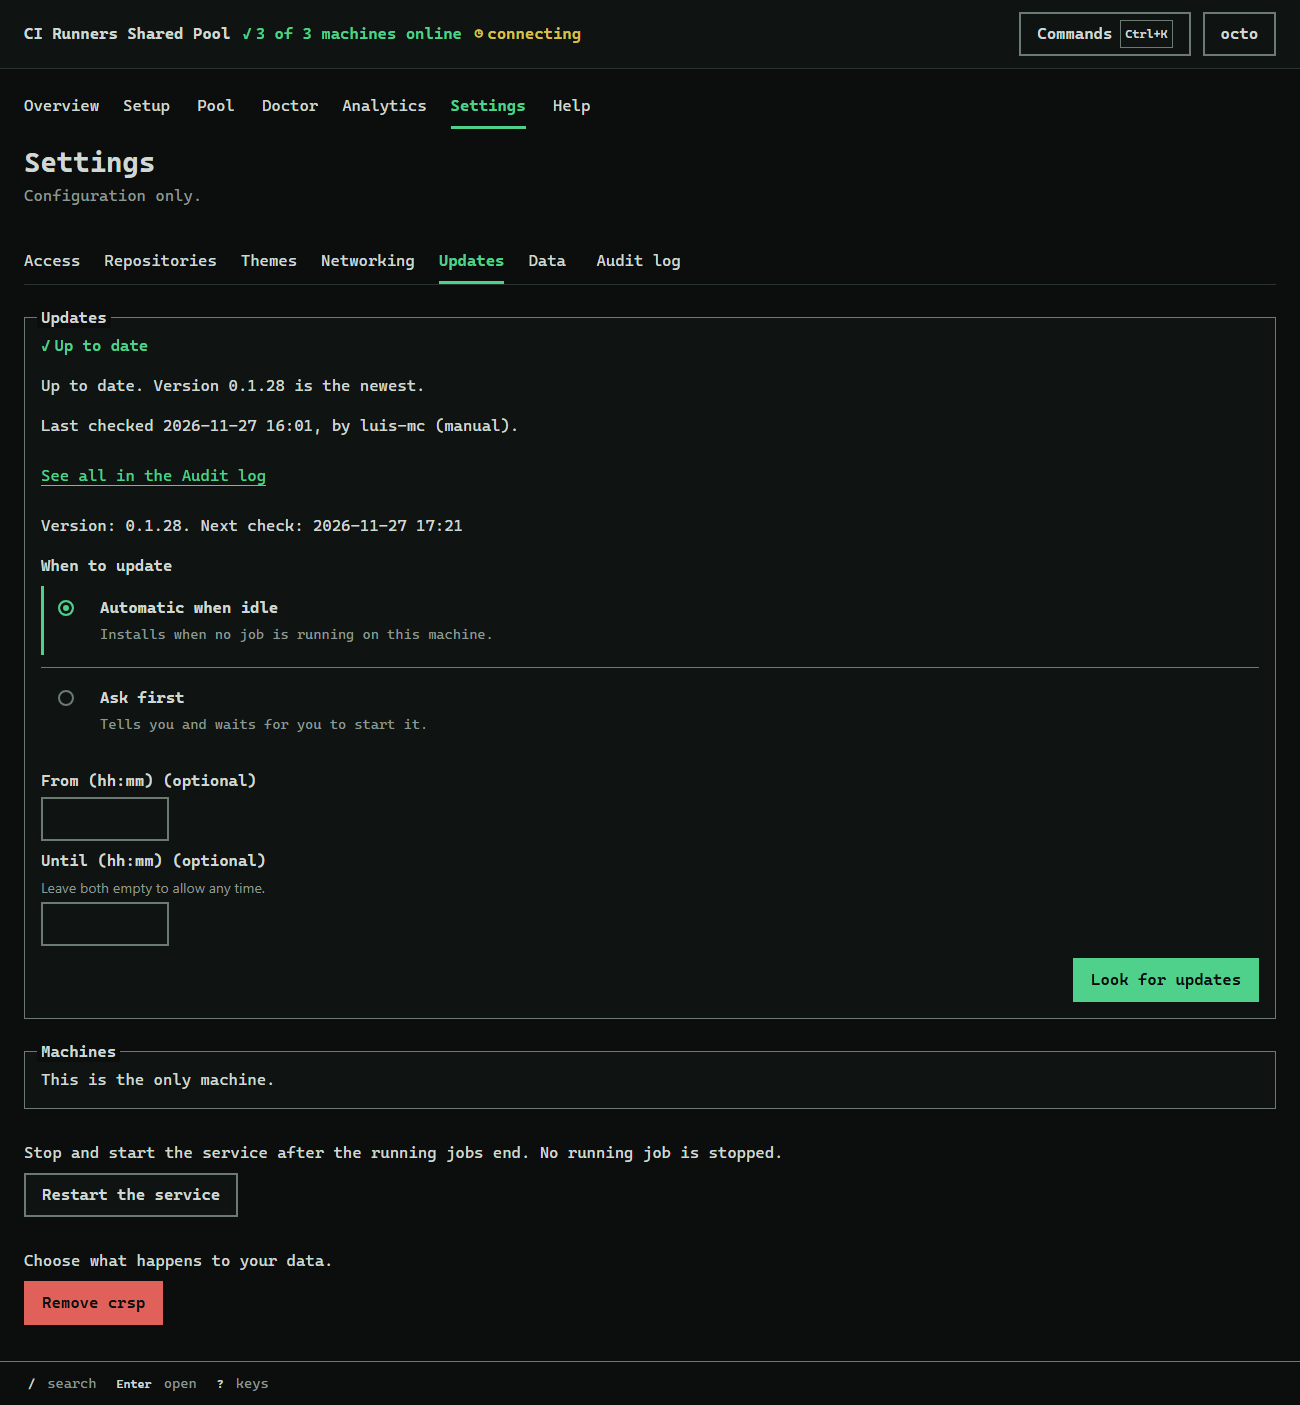 CI Runners Shared Pool ✓ 3 of 3 machines online connecting Commands Ctrl+K octo
Overview Setup Pool Doctor Analytics Settings Help
Settings
Configuration only.
Access Repositories Themes Networking Updates Data Audit log
Updates
✓ Up to date
Up to date. Version 0.1.28 is the newest.
Last checked 2026-11-27 16:01, by luis-mc (manual).
See all in the Audit log
Version: 0.1.28. Next check: 2026-11-27 17:21
When to update
Automatic when idle
Installs when no job is running on this machine.
Ask first
Tells you and waits for you to start it.
From (hh:mm) (optional)
Until (hh:mm) (optional)
Leave both empty to allow any time.
Look for updates
Machines
This is the only machine.
Stop and start the service after the running jobs end. No running job is stopped.
Restart the service
Choose what happens to your data.
Remove crsp
/ search Enter open ? keys